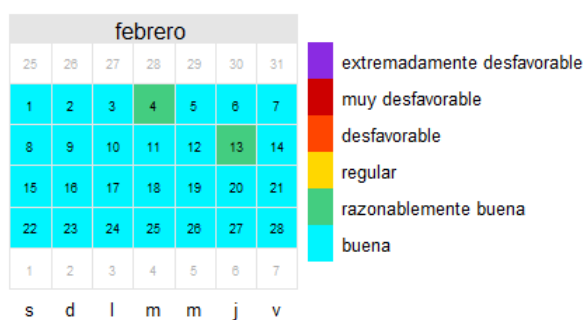 febrero
25 26 27 28 29 30 31
1 2 3 4 5 6 7
8 9 10 11 12 13 14
15 16 17 18 19 20 21
22 23 24 25 26 27 28
1 2 3 4 5 6 7
s d l m m j v
extremadamente desfavorable
muy desfavorable
desfavorable
regular
razonablemente buena
buena